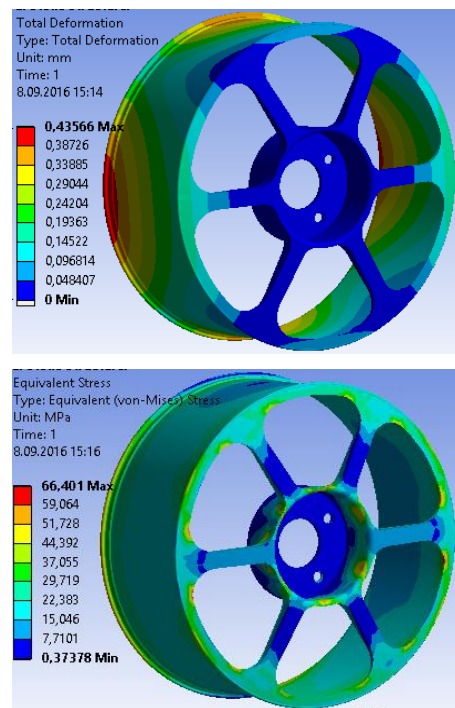 Total Deformation
Type: Total Deformation
Unit: mm
Time: 1
8.09.2016 15:14
0,43566 Max
0,38726
0,33885
0,29044
0,24204
0,19363
0,14522
0,096814
0,048407
0 Min
Equivalent Stress
Type: Equivalent (von-Mises) Stress
Unit: MPa
Time: 1
8.09.2016 15:16
66,401 Max
59,064
51,728
44,392
37,055
29,719
22,383
15,046
7,7101
0,37378 Min